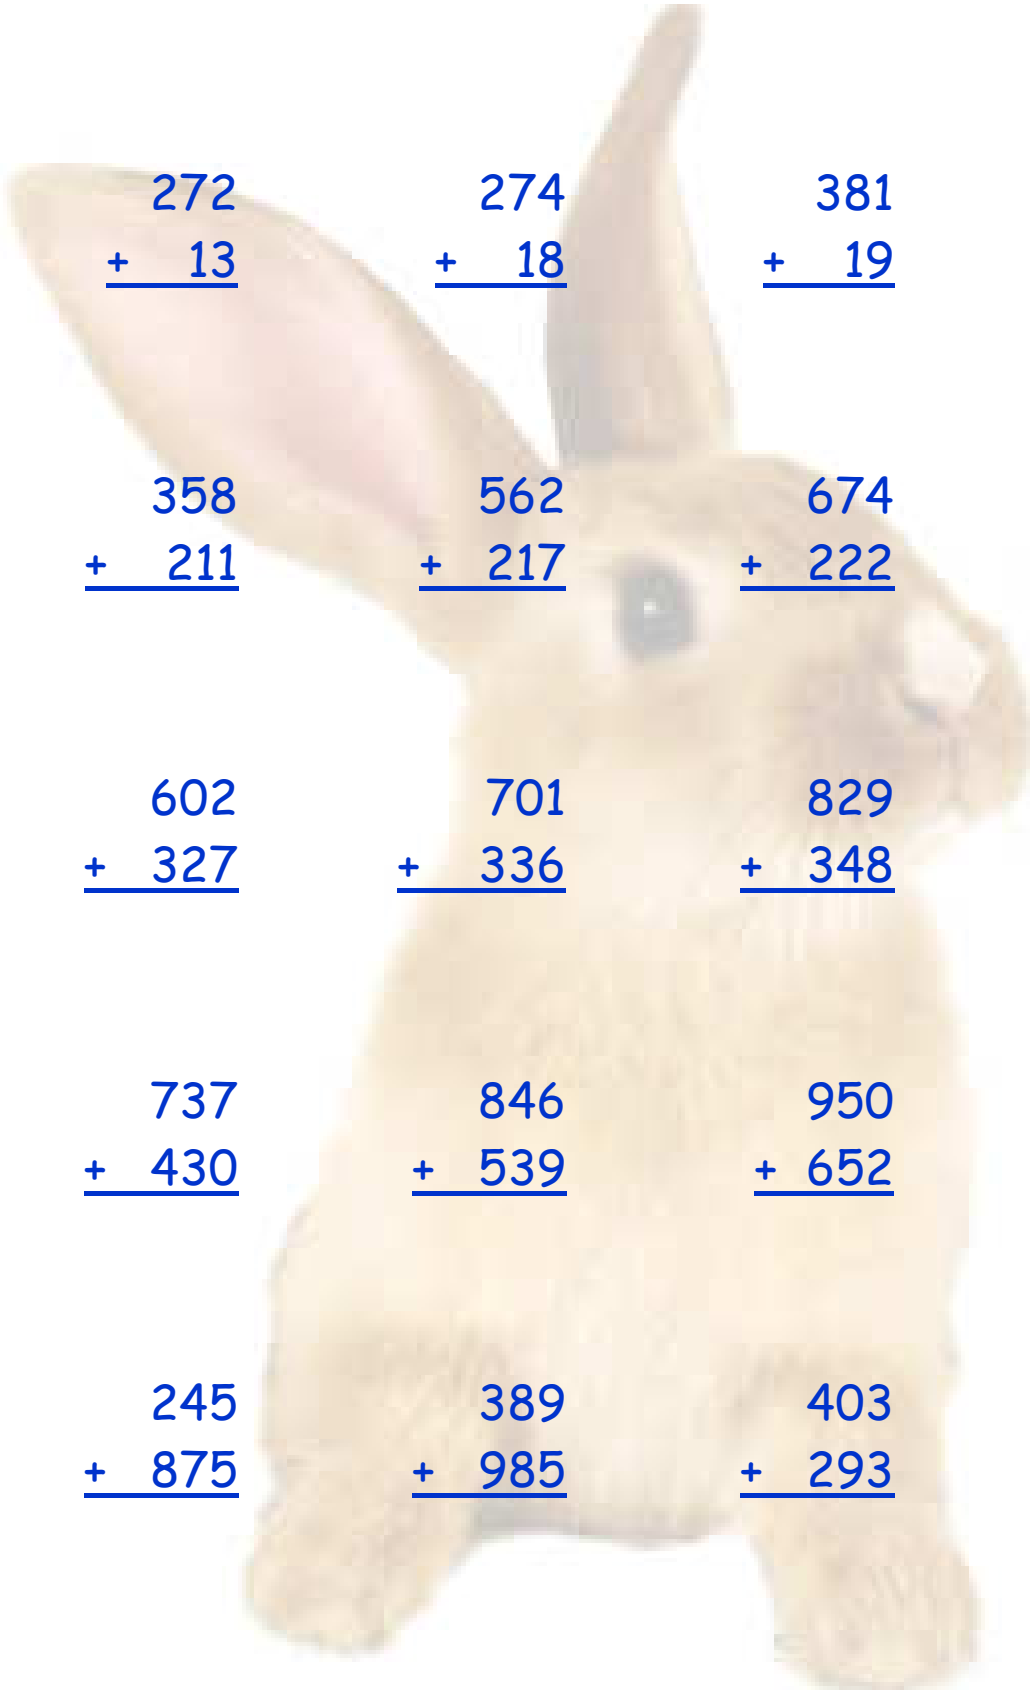 272 274 381
+ 13 + 18 + 19
358 562 674
+ 211 + 217 + 222
602 701 829
+ 327 + 336 + 348
737 846 950
+ 430 + 539 + 652
245 389 403
+ 875 + 985 + 293